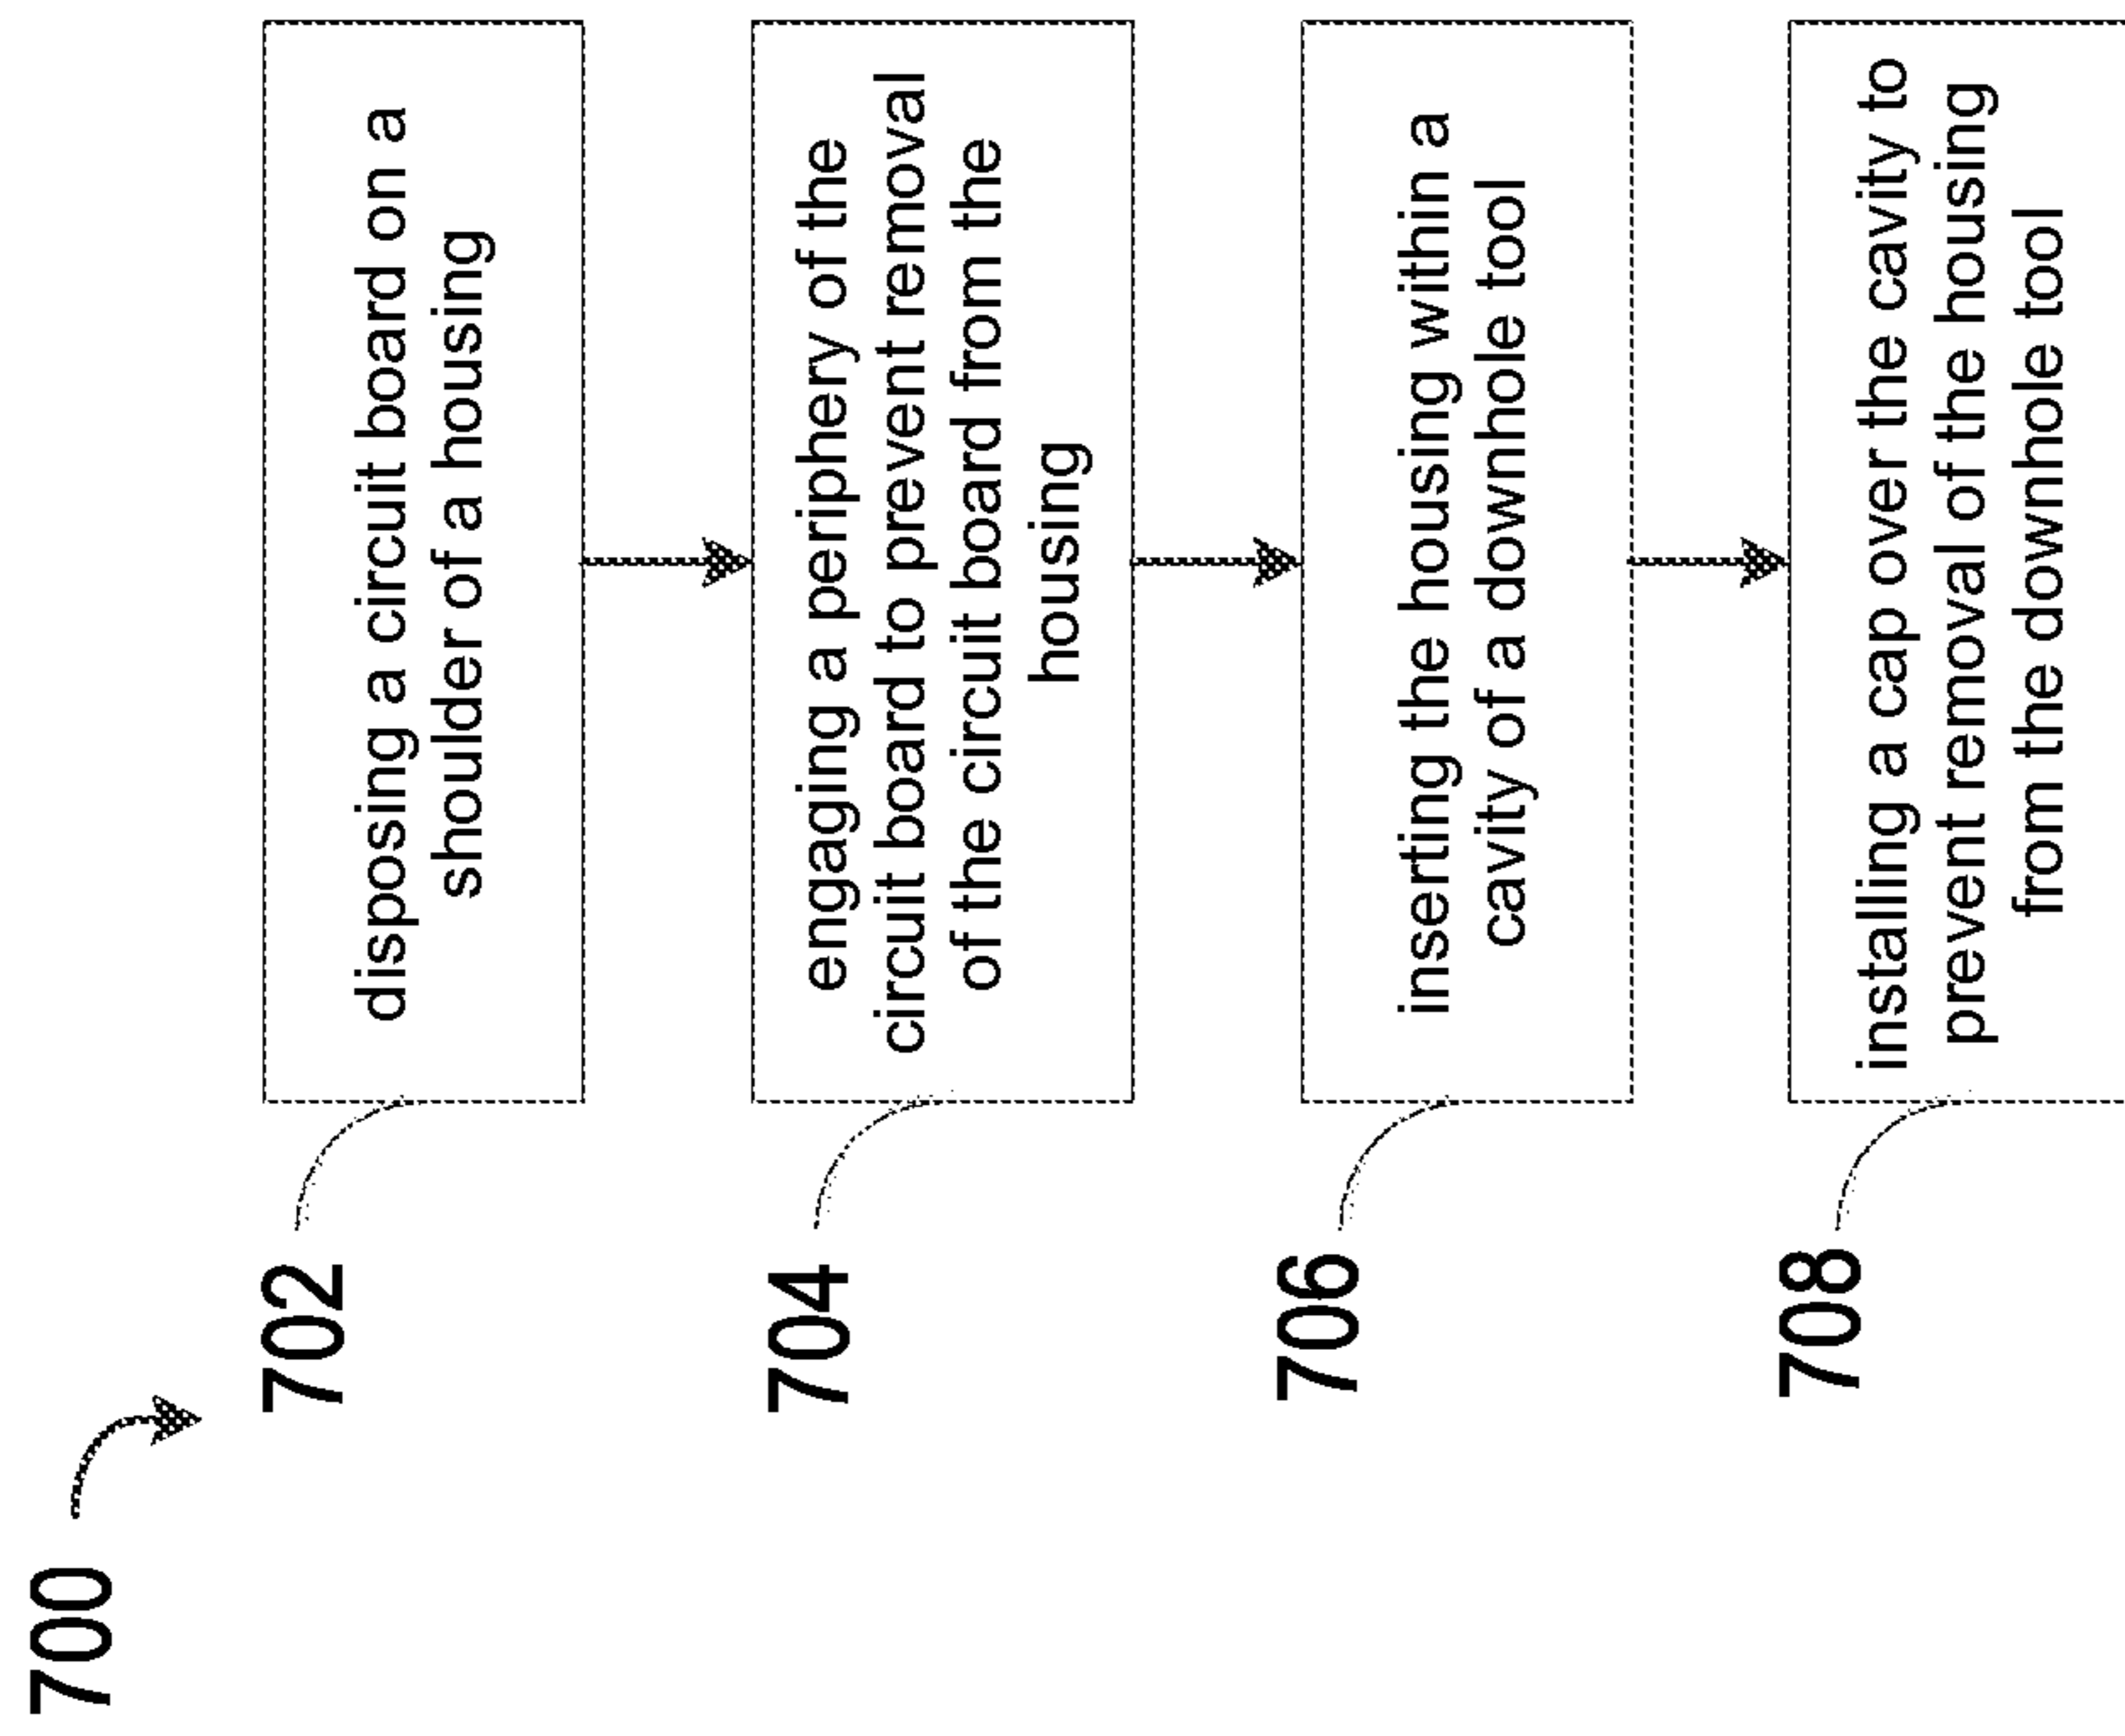 700
702
disposing a circuit board on a
shoulder of a housing
704
engaging a periphery of the
circuit board to prevent removal
of the circuit board from the
housing
706
inserting the housing within a
cavity of a downhole tool
708
installing a cap over the cavity to
prevent removal of the housing
from the downhole tool